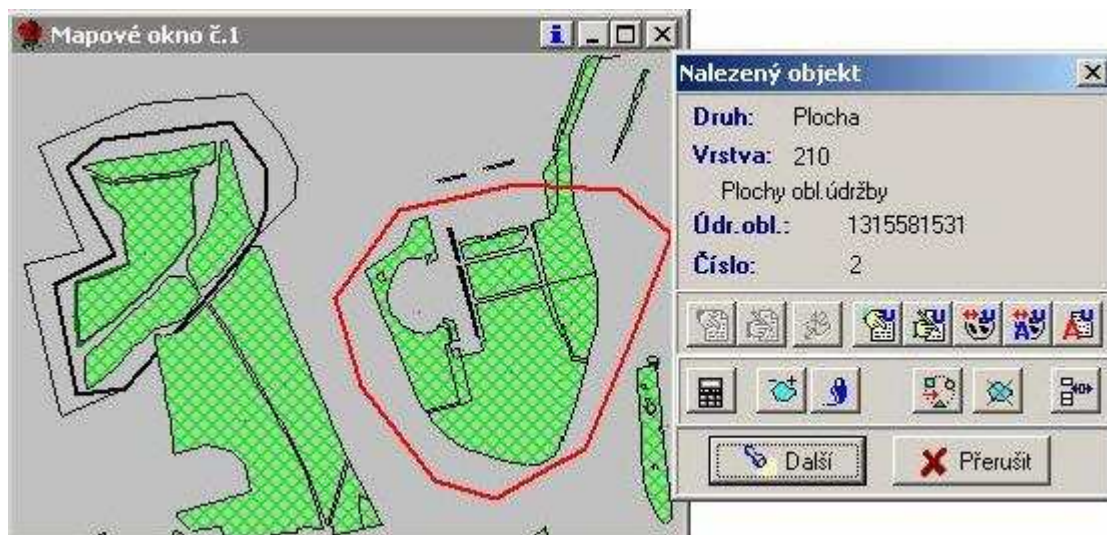 Mapové okno č.1
Nalezený objekt
Druh: Plocha
Vrstva: 210
Plochy obl.údržby
Údr.obl.: 1315581531
Číslo: 2
Další
Přerušit